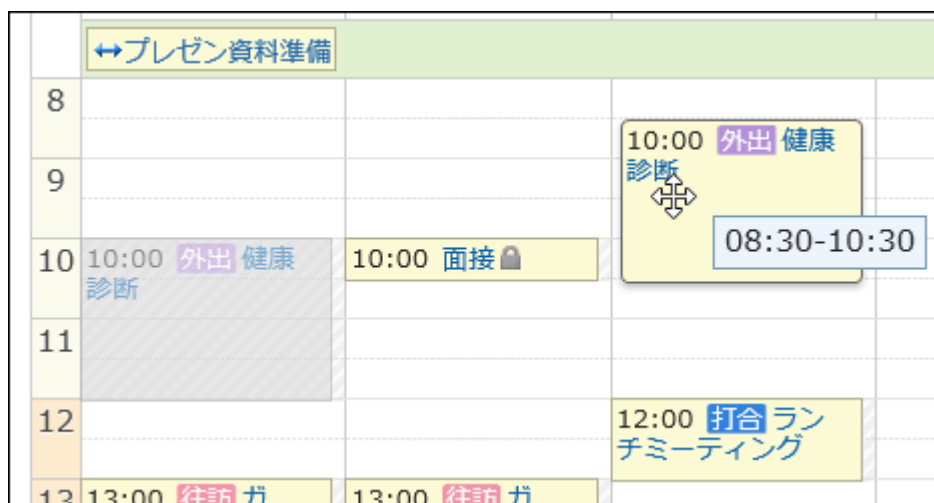 プレゼン資料準備
8
10:00 外出 健康
診断
9
08:30-10:30
10
10:00 外出 健康
診断
10:00 面接
11
12
12:00 打合 ラン
チミーティング
13
13:00 往訪 ガ
13:00 往訪 ガ